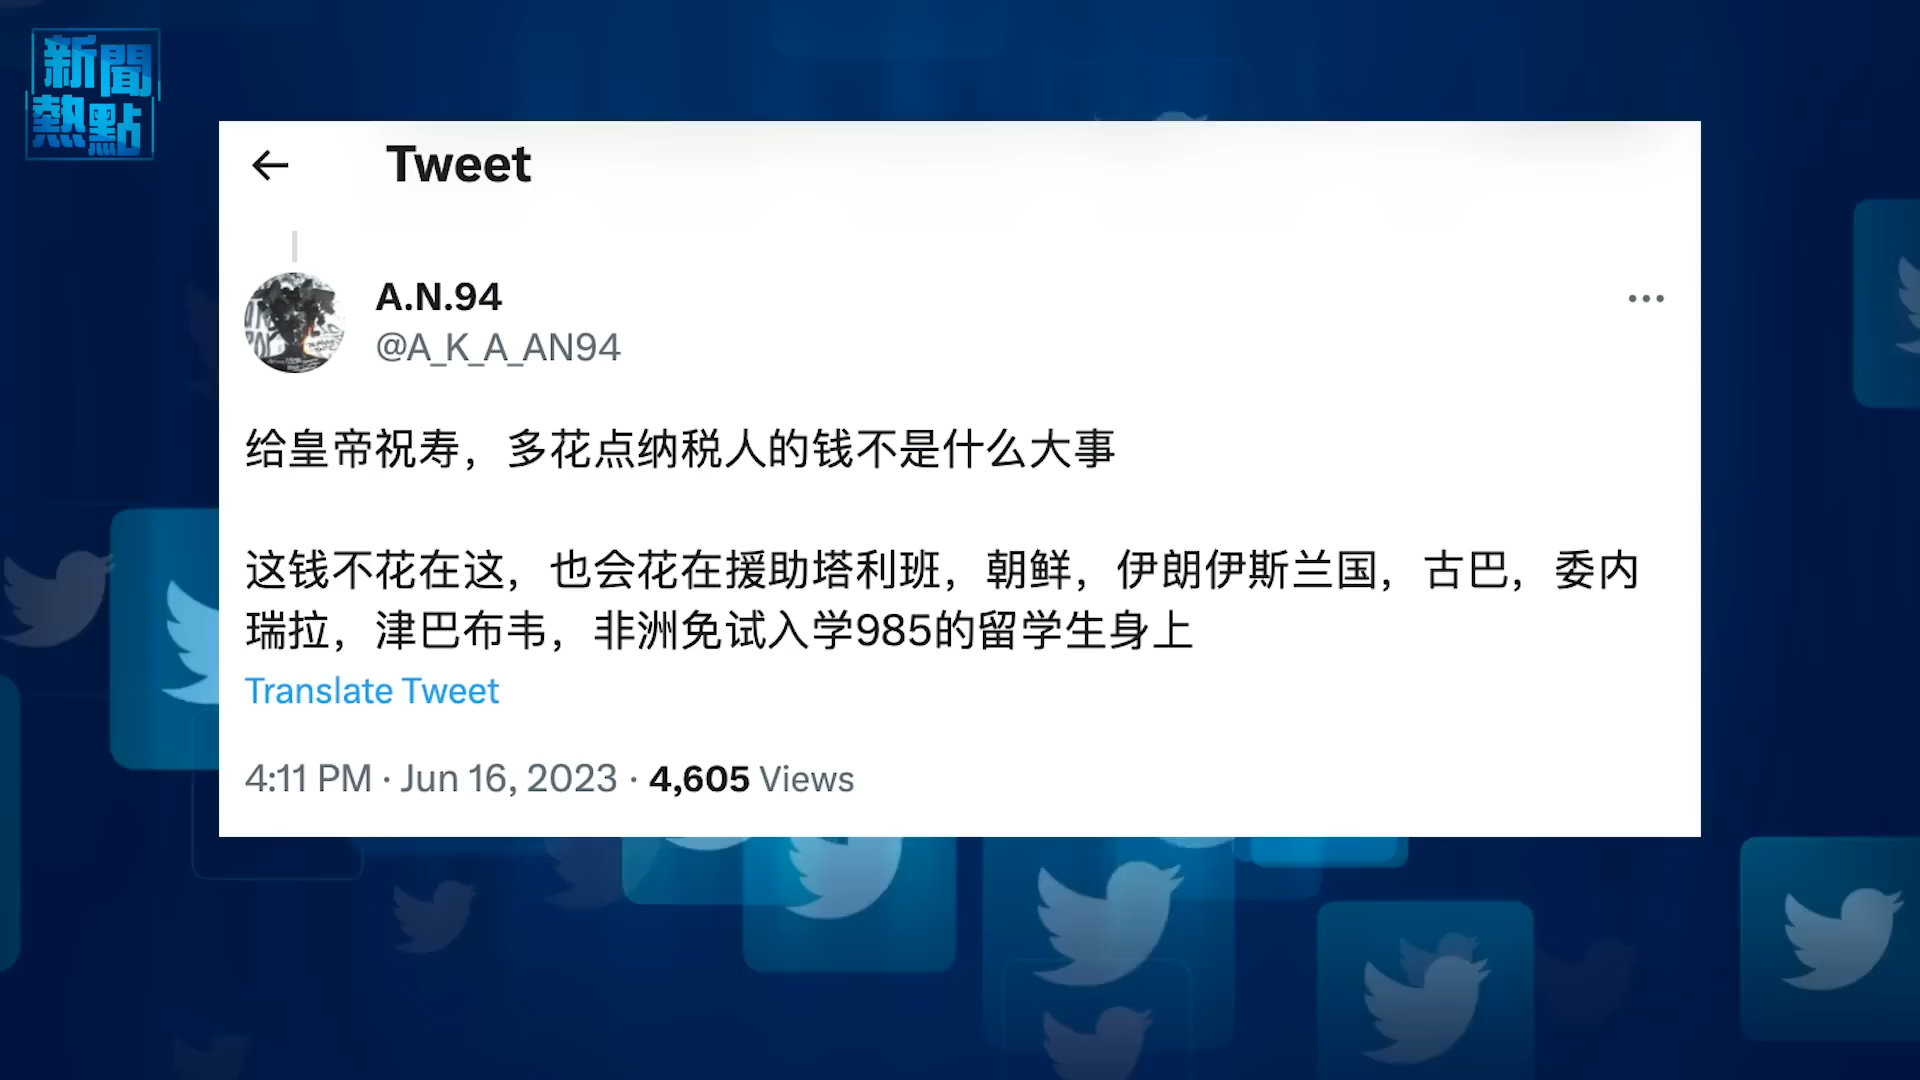 新聞
熱點
Tweet
A.N.94
@A_K_A_AN94
给皇帝祝寿，多花点纳税人的钱不是什么大事
这钱不花在这，也会花在援助塔利班，朝鲜，伊朗伊斯兰国，古巴，委内
瑞拉，津巴布韦，非洲免试入学985的留学生身上
Translate Tweet
4:11 PM · Jun 16, 2023 · 4,605 Views